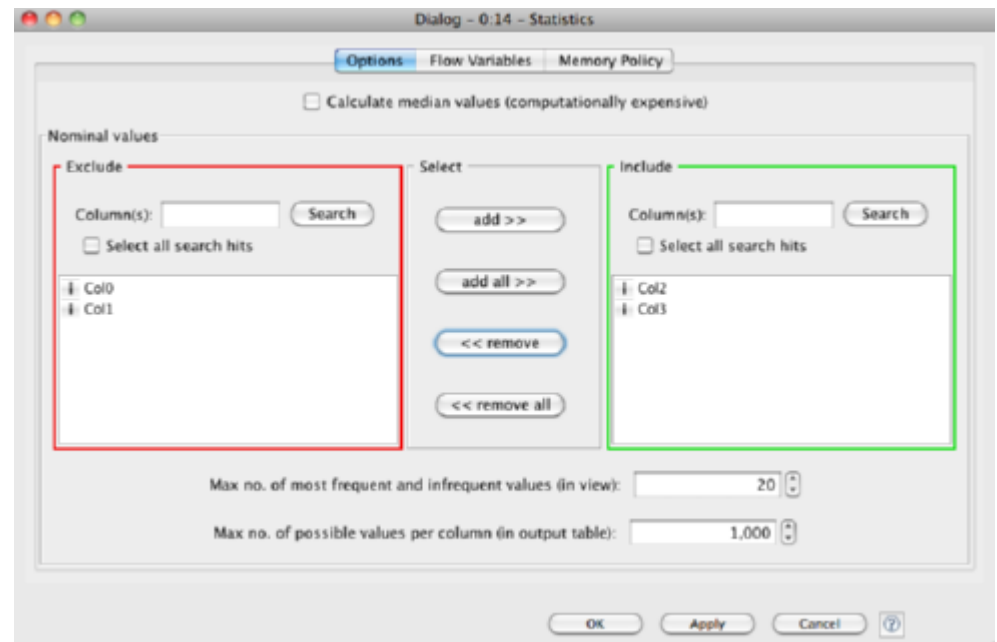 Dialog - 0:14 - Statistics
Options Flow Variables Memory Policy
Calculate median values (computationally expensive)
Nominal values
Exclude
Column(s): Search
Select all search hits
Col0
Col1
Select
add >>
add all >>
<< remove
<< remove all
Include
Column(s): Search
Select all search hits
Col2
Col3
Max no. of most frequent and infrequent values (in view): 20
Max no. of possible values per column (in output table): 1,000
OK Apply Cancel ?